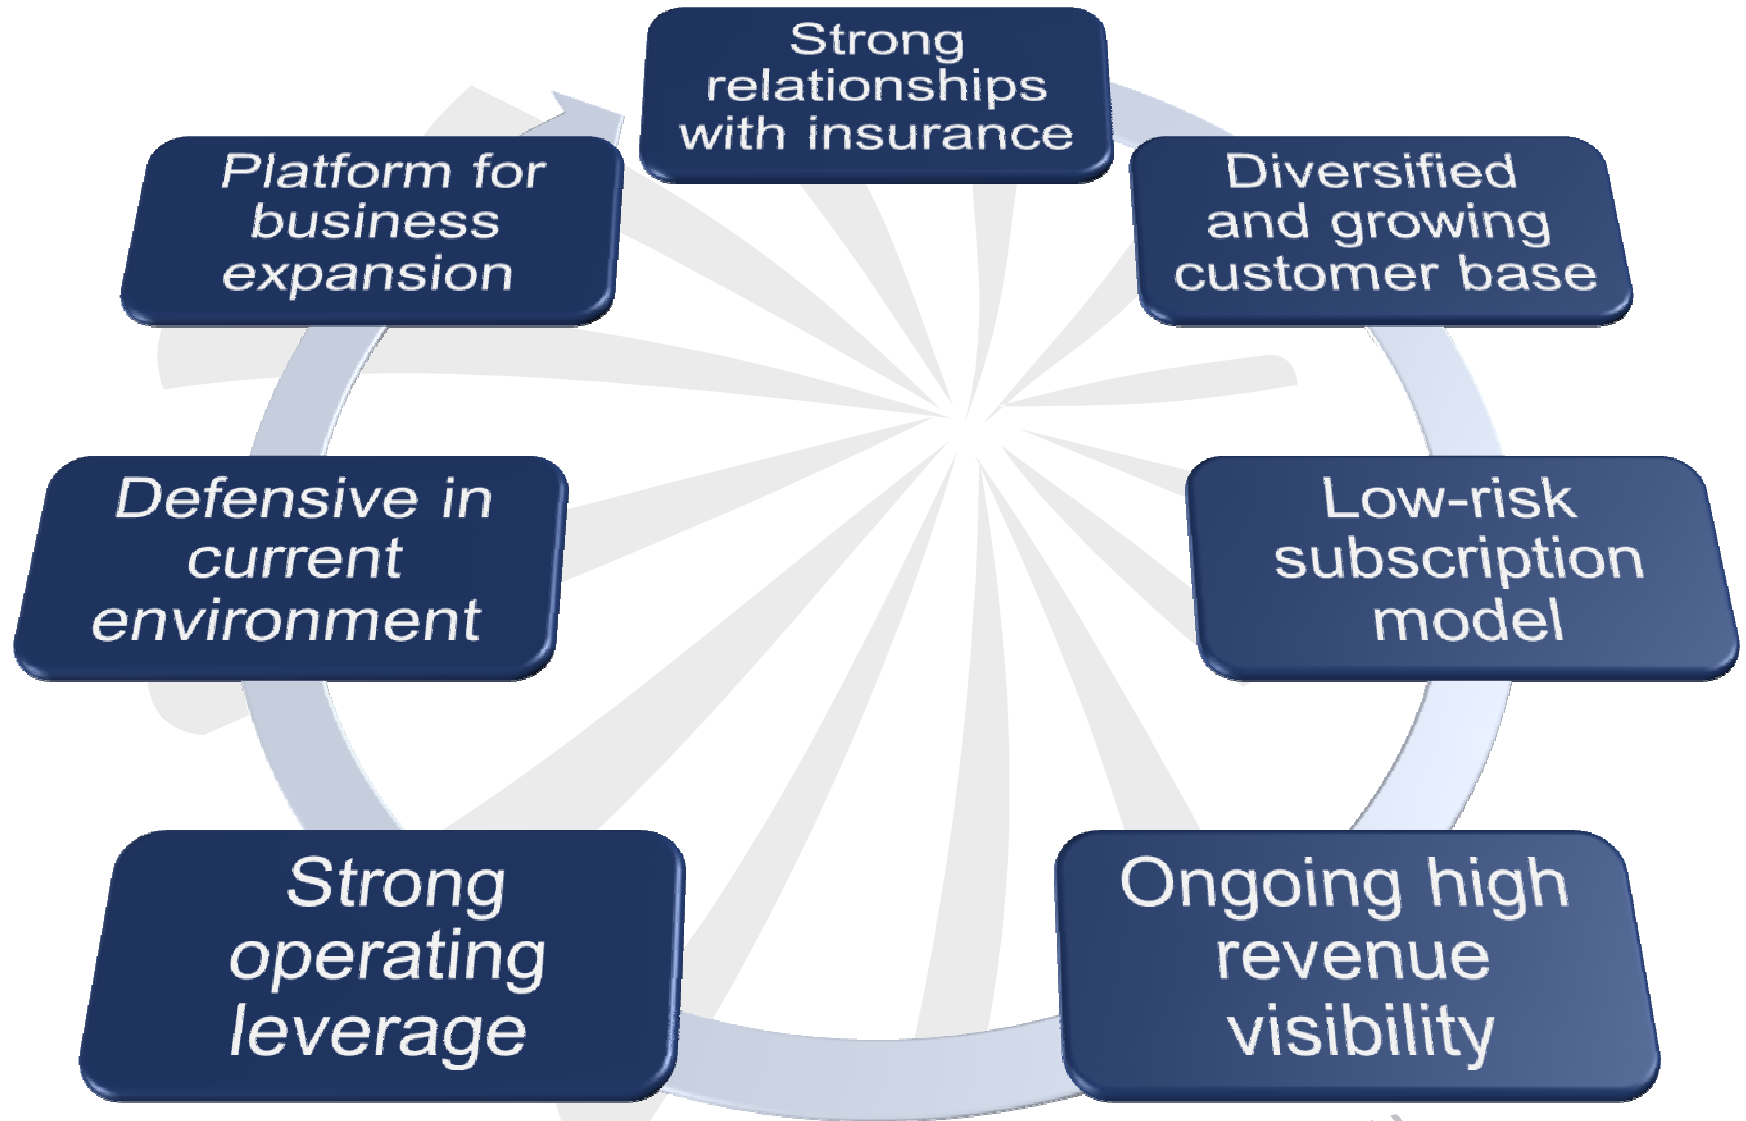 Strong
relationships
with insurance
Diversified
and growing
customer base
Low-risk
subscription
model
Ongoing high
revenue
visibility
Strong
operating
leverage
Defensive in
current
environment
Platform for
business
expansion